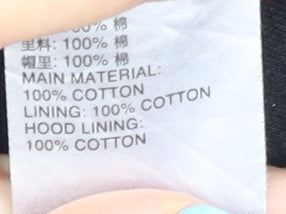 100% 棉
里料: 100% 棉
帽里: 100% 棉
MAIN MATERIAL:
100% COTTON
LINING: 100% COTTON
HOOD LINING:
100% COTTON